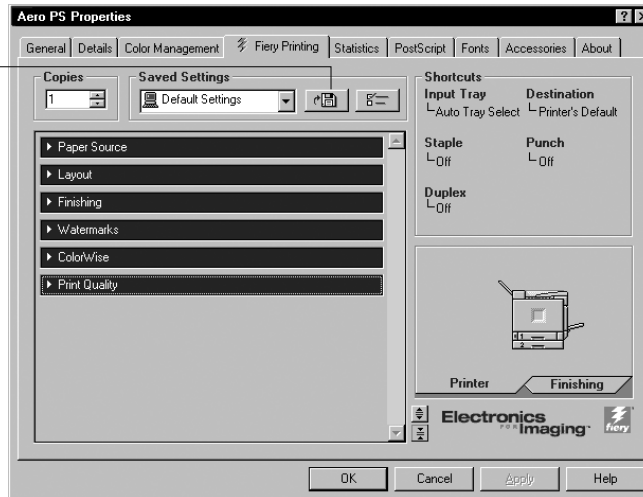 Aero PS Properties
General Details Color Management Fiery Printing Statistics PostScript Fonts Accessories About
Copies
1
Saved Settings
Default Settings
Shortcuts
Input Tray
Auto Tray Select
Destination
Printer's Default
Staple
Off
Punch
Off
Duplex
Off
Paper Source
Layout
Finishing
Watermarks
ColorWise
Print Quality
1
2
Printer
Finishing
Electronics
FOR Imaging
fiery
OK Cancel Apply Help